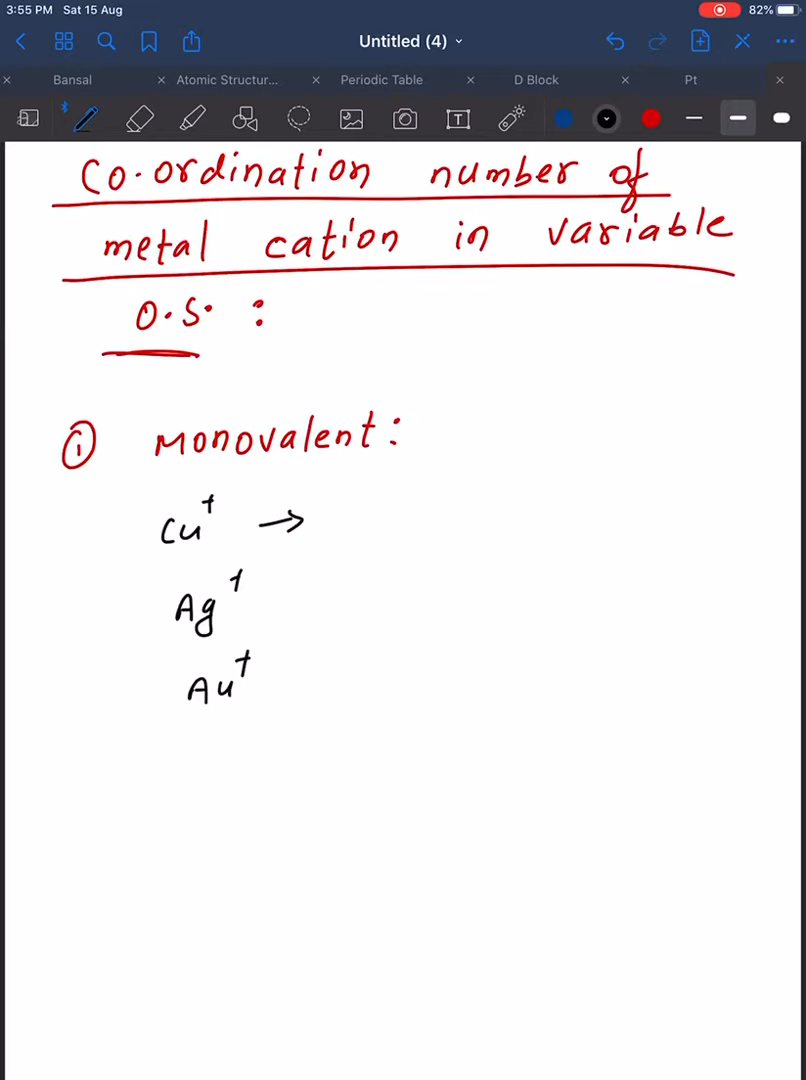 3:55 PM Sat 15 Aug 82%
Untitled (4)
Bansal Atomic Structur... Periodic Table D Block Pt
Co-ordination number of
metal cation in variable
O.S. :
① Monovalent:
Cu⁺ →
Ag⁺
Au⁺